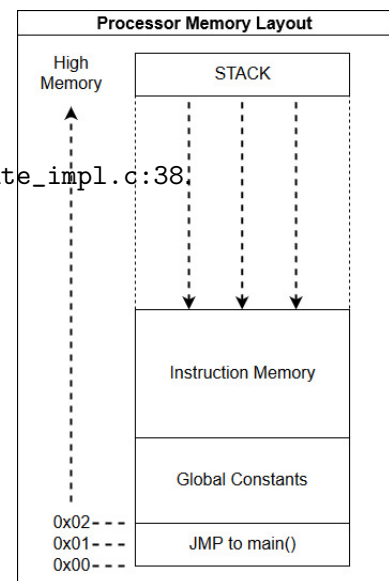 Processor Memory Layout
High
Memory
STACK
te_impl.c:38.
Instruction Memory
Global Constants
0x02
0x01
JMP to main()
0x00